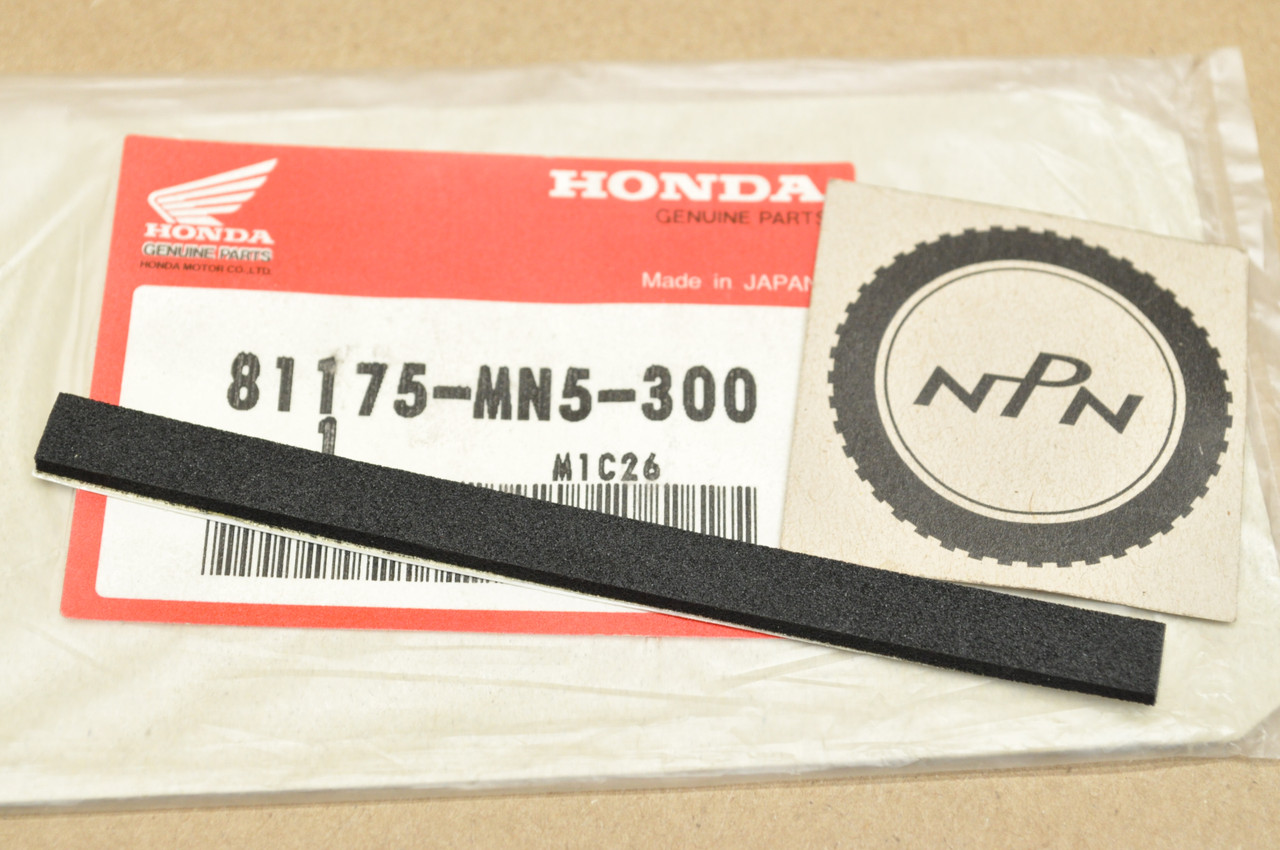 HONDA
GENUINE PARTS
HONDA MOTOR CO.,LTD.
HONDA
GENUINE PARTS
Made in JAPAN
81175-MN5-300
1
M1C26
NPN